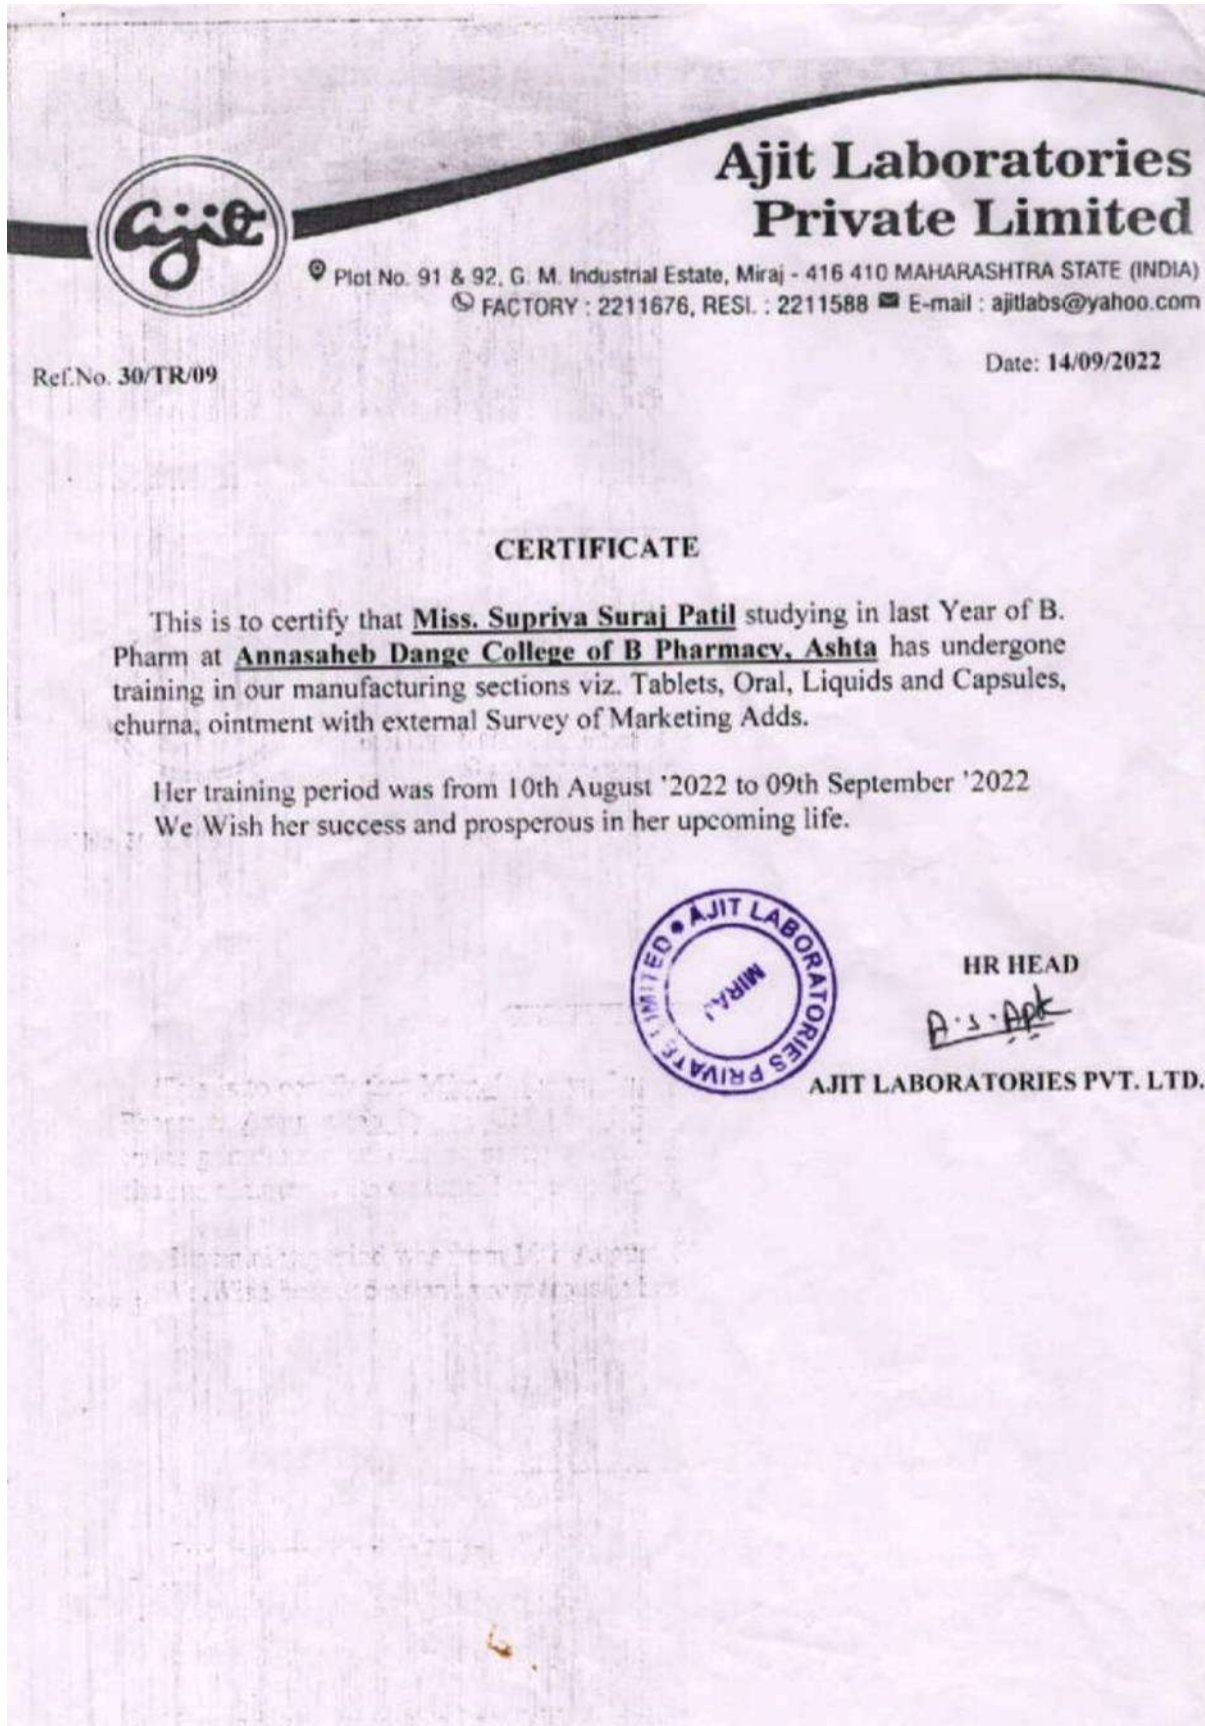 ajit
Ajit Laboratories
Private Limited
Plot No. 91 & 92, G. M. Industrial Estate, Miraj - 416 410 MAHARASHTRA STATE (INDIA)
FACTORY : 2211676, RESI. : 2211588 E-mail : ajitlabs@yahoo.com
Ref.No. 30/TR/09
Date: 14/09/2022
CERTIFICATE
This is to certify that Miss. Supriya Suraj Patil studying in last Year of B.
Pharm at Annasaheb Dange College of B Pharmacy, Ashta has undergone
training in our manufacturing sections viz. Tablets, Oral, Liquids and Capsules,
churna, ointment with external Survey of Marketing Adds.
Her training period was from 10th August '2022 to 09th September '2022
We Wish her success and prosperous in her upcoming life.
AJIT LABORATORIES PRIVATE LIMITED
MIRAJ
HR HEAD
A.S. Apte
AJIT LABORATORIES PVT. LTD.